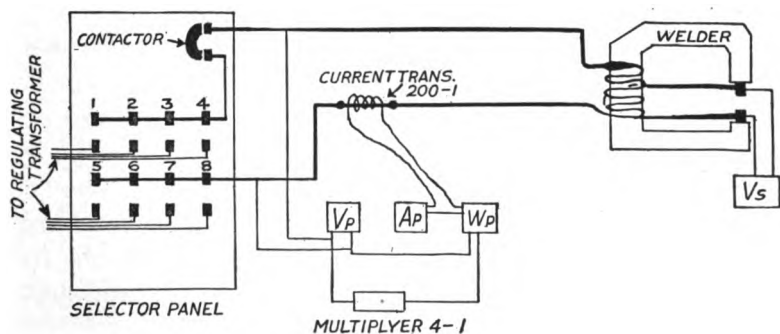 CONTACTOR
WELDER
CURRENT TRANS.
200-1
1 2 3 4
5 6 7 8
TO REGULATING
TRANSFORMER
Vp
Ap
Wp
Vs
SELECTOR PANEL
MULTIPLYER 4-1